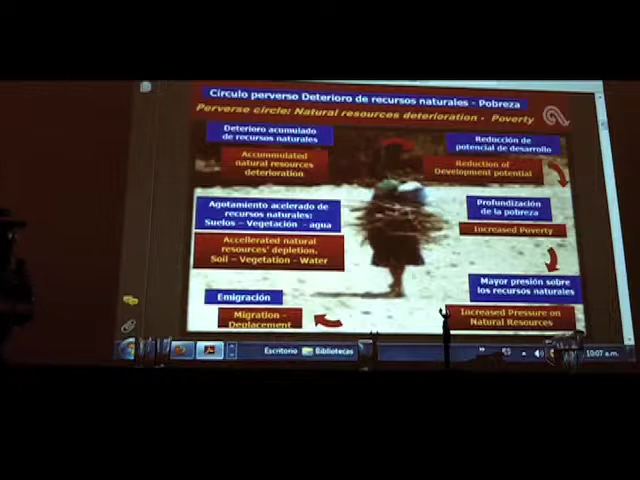 Círculo perverso Deterioro de recursos naturales - Pobreza
Perverse circle: Natural resources deterioration - Poverty
Deterioro acumulado
de recursos naturales
Accummulated
natural resources
deterioration
Reducción de
potencial de desarrollo
Reduction of
Development potential
Agotamiento acelerado de
recursos naturales:
Suelos – Vegetación - agua
Accellerated natural
resources' depletion.
Soil – Vegetation - Water
Profundización
de la pobreza
Increased Poverty
Mayor presión sobre
los recursos naturales
Increased Pressure on
Natural Resources
Emigración
Migration -
Deplacement
Escritorio
Bibliotecas
10:07 a.m.